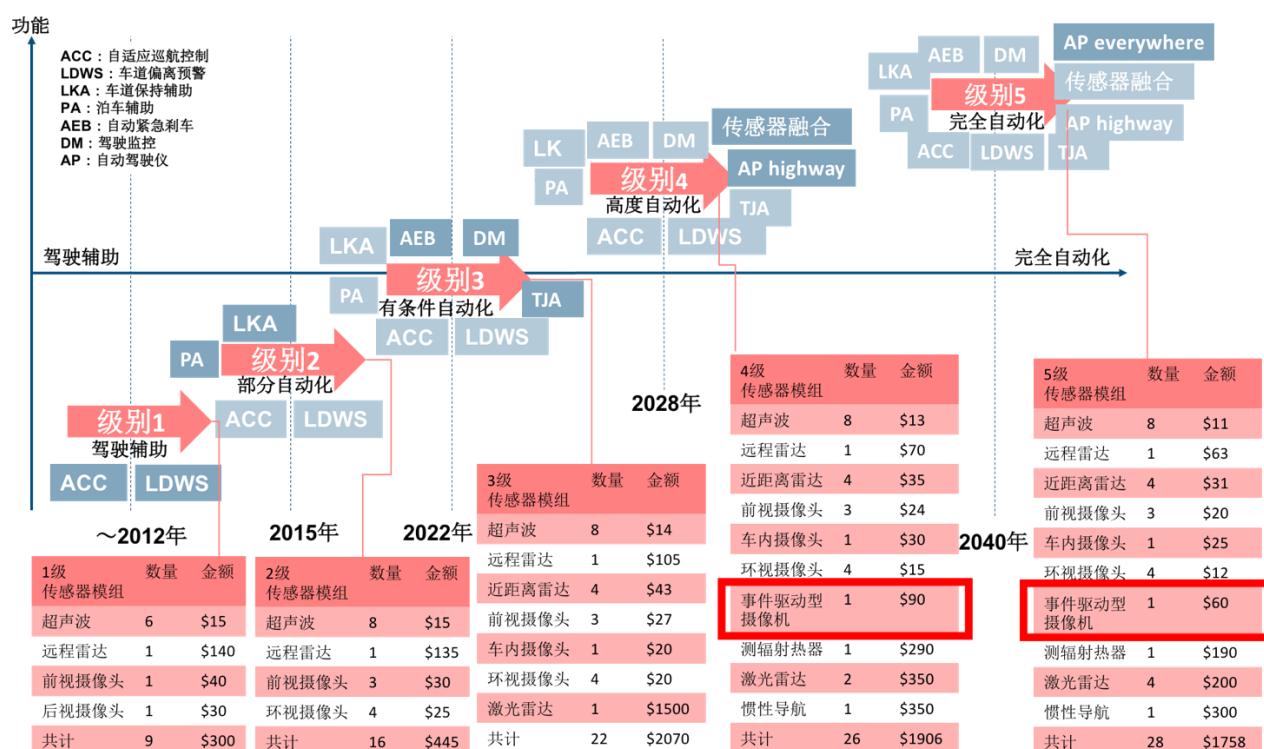 功能
ACC：自适应巡航控制
LDWS：车道偏离预警
LKA：车道保持辅助
PA：泊车辅助
AEB：自动紧急刹车
DM：驾驶监控
AP：自动驾驶仪
驾驶辅助
完全自动化
级别1
驾驶辅助
ACC
LDWS
LKA
PA
级别2
部分自动化
ACC
LDWS
LKA
AEB
DM
级别3
PA
有条件自动化
TJA
ACC
LDWS
LK
AEB
DM
传感器融合
PA
级别4
AP highway
高度自动化
TJA
ACC
LDWS
LKA
AEB
DM
AP everywhere
级别5
传感器融合
PA
完全自动化
AP highway
ACC
LDWS
TJA
～2012年
2015年
2022年
2028年
2040年
1级
传感器模组 数量 金额
超声波 6 $15
远程雷达 1 $140
前视摄像头 1 $40
后视摄像头 1 $30
共计 9 $300
2级
传感器模组 数量 金额
超声波 8 $15
远程雷达 1 $135
前视摄像头 3 $30
环视摄像头 4 $25
共计 16 $445
3级 数量 金额
传感器模组
超声波 8 $14
远程雷达 1 $105
近距离雷达 4 $43
前视摄像头 3 $27
车内摄像头 1 $20
环视摄像头 4 $20
激光雷达 1 $1500
共计 22 $2070
4级 数量 金额
传感器模组
超声波 8 $13
远程雷达 1 $70
近距离雷达 4 $35
前视摄像头 3 $24
车内摄像头 1 $30
环视摄像头 4 $15
事件驱动型 1 $90
摄像机
测辐射热器 1 $290
激光雷达 2 $350
惯性导航 1 $350
共计 26 $1906
5级 数量 金额
传感器模组
超声波 8 $11
远程雷达 1 $63
近距离雷达 4 $31
前视摄像头 3 $20
车内摄像头 1 $25
环视摄像头 4 $12
事件驱动型 1 $60
摄像机
测辐射热器 1 $190
激光雷达 4 $200
惯性导航 1 $300
共计 28 $1758